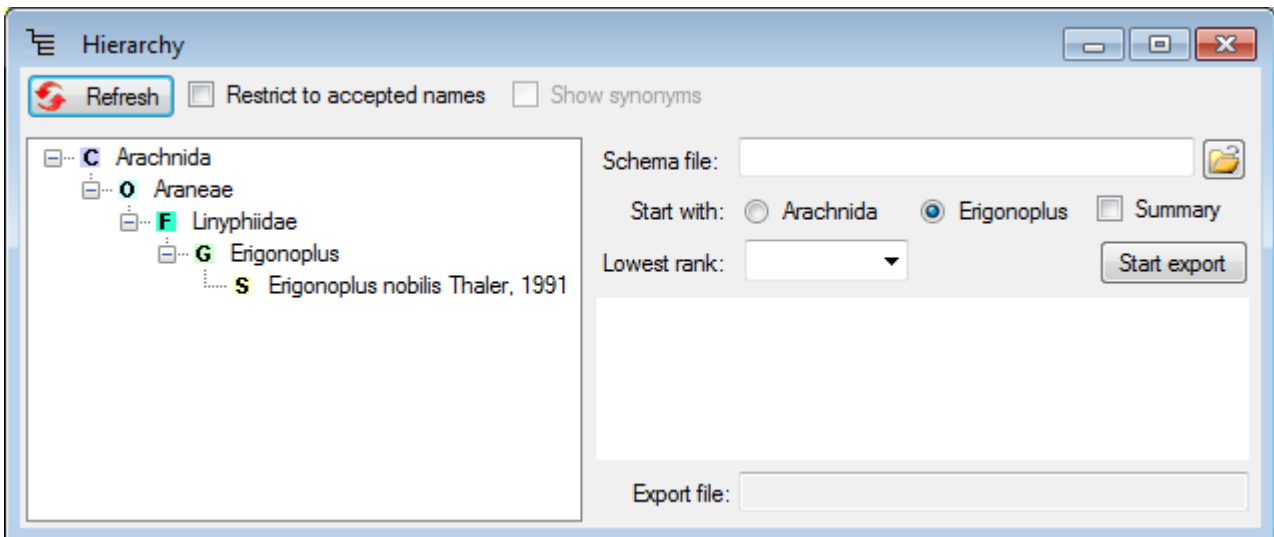 Hierarchy
Refresh Restrict to accepted names Show synonyms
C Arachnida
O Araneae
F Linyphiidae
G Erigonoplus
S Erigonoplus nobilis Thaler, 1991
Schema file:
Start with: Arachnida Erigonoplus Summary
Lowest rank: Start export
Export file: